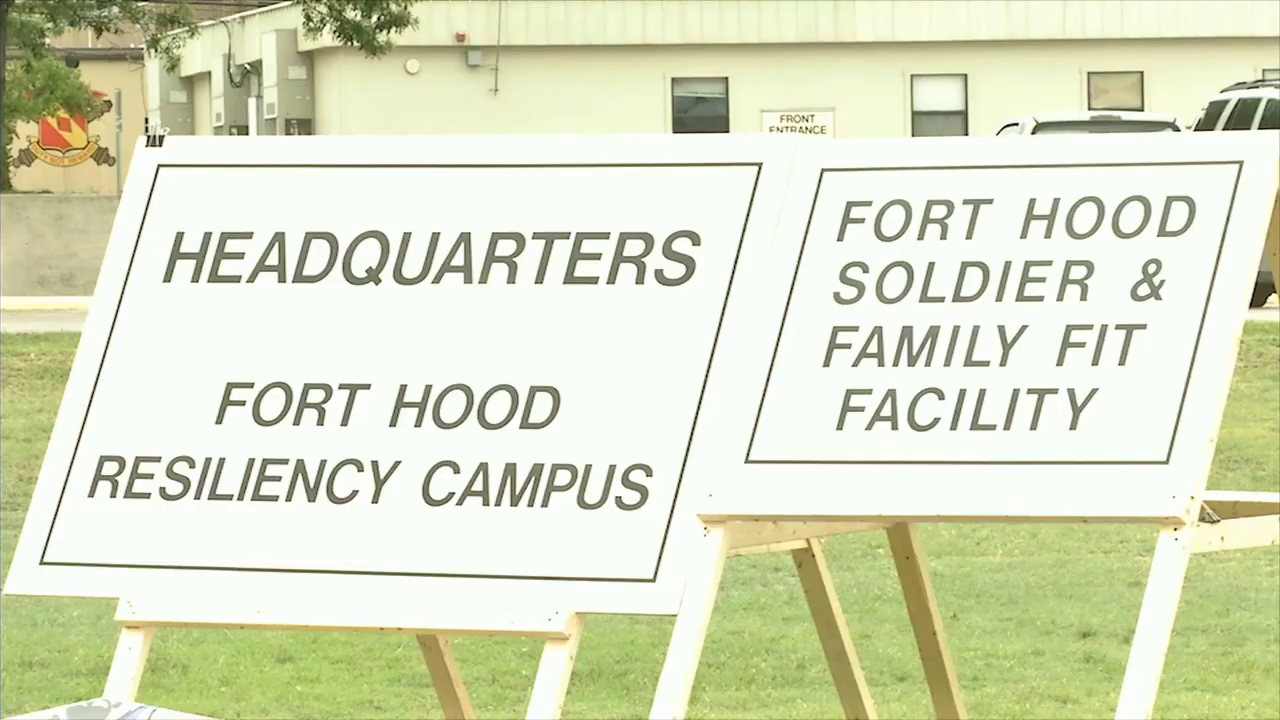 FRONT
ENTRANCE
HEADQUARTERS
FORT HOOD
RESILIENCY CAMPUS
FORT HOOD
SOLDIER &
FAMILY FIT
FACILITY